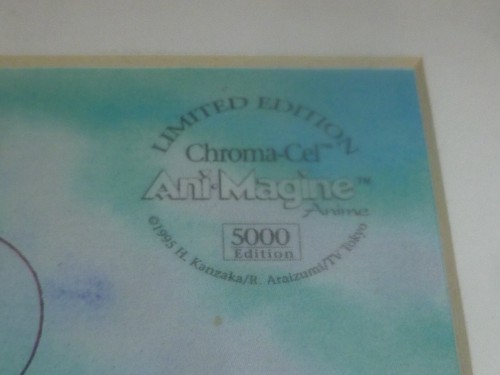 LIMITED EDITION
Chroma-Cel™
Ani•Magine™
Anime
5000
Edition
©1995 H. Kanzaka/R. Araizumi/TV Tokyo